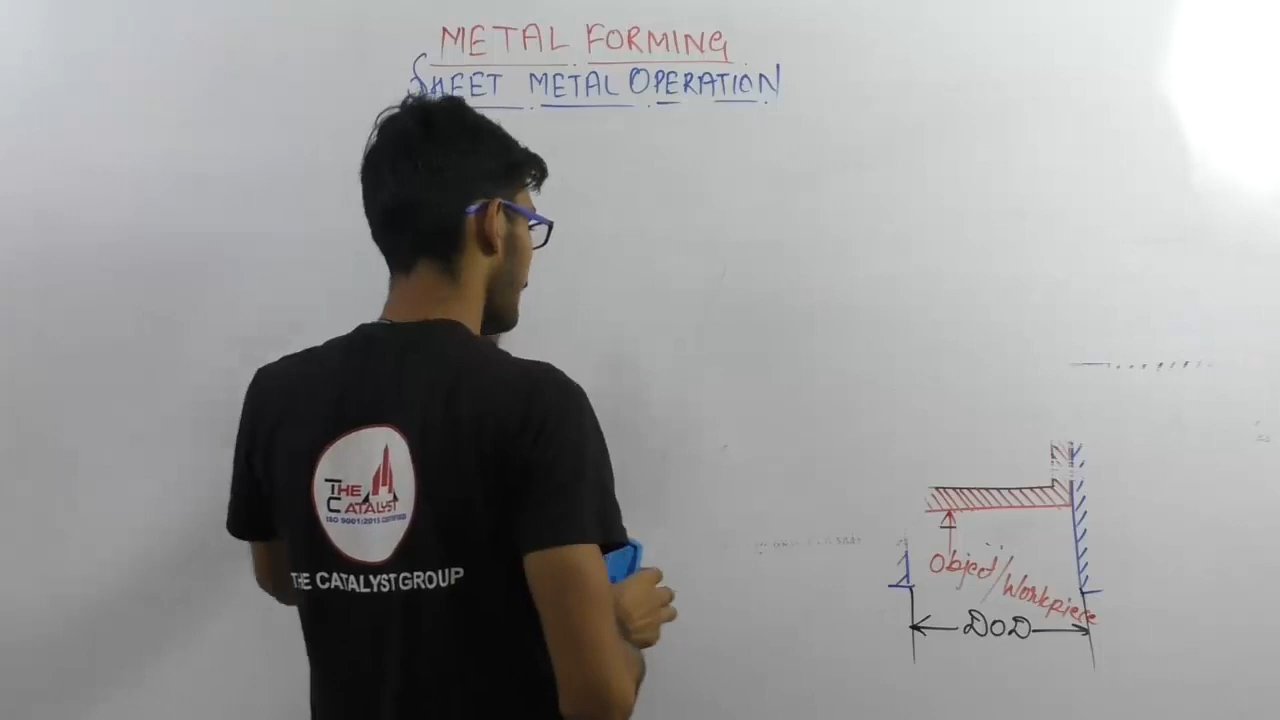 METAL FORMING
SHEET METAL OPERATION
THE
CATALYST
ISO 9001:2015 CERTIFIED
THE CATALYST GROUP
Object/Workpiece
DOD